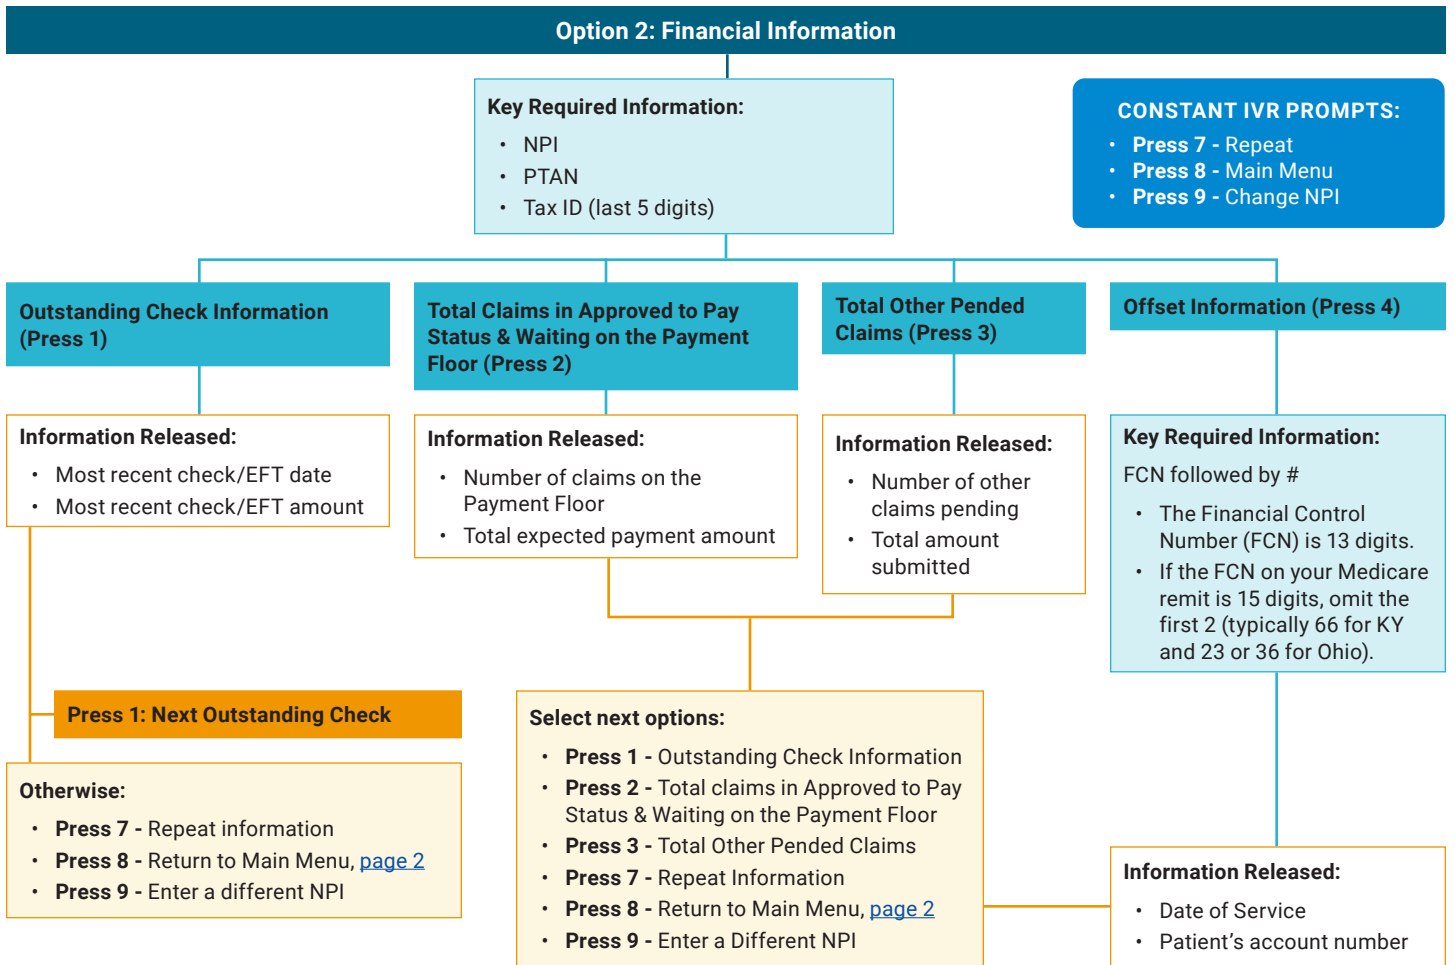 Option 2: Financial Information
Key Required Information:
• NPI
• PTAN
• Tax ID (last 5 digits)
CONSTANT IVR PROMPTS:
• Press 7 - Repeat
• Press 8 - Main Menu
• Press 9 - Change NPI
Outstanding Check Information
(Press 1)
Total Claims in Approved to Pay
Status & Waiting on the Payment
Floor (Press 2)
Total Other Pended
Claims (Press 3)
Offset Information (Press 4)
Information Released:
• Most recent check/EFT date
• Most recent check/EFT amount
Information Released:
• Number of claims on the
Payment Floor
• Total expected payment amount
Information Released:
• Number of other
claims pending
• Total amount
submitted
Key Required Information:
FCN followed by #
• The Financial Control
Number (FCN) is 13 digits.
• If the FCN on your Medicare
remit is 15 digits, omit the
first 2 (typically 66 for KY
and 23 or 36 for Ohio).
Press 1: Next Outstanding Check
Otherwise:
• Press 7 - Repeat information
• Press 8 - Return to Main Menu, page 2
• Press 9 - Enter a different NPI
Select next options:
• Press 1 - Outstanding Check Information
• Press 2 - Total claims in Approved to Pay
Status & Waiting on the Payment Floor
• Press 3 - Total Other Pended Claims
• Press 7 - Repeat Information
• Press 8 - Return to Main Menu, page 2
• Press 9 - Enter a Different NPI
Information Released:
• Date of Service
• Patient's account number